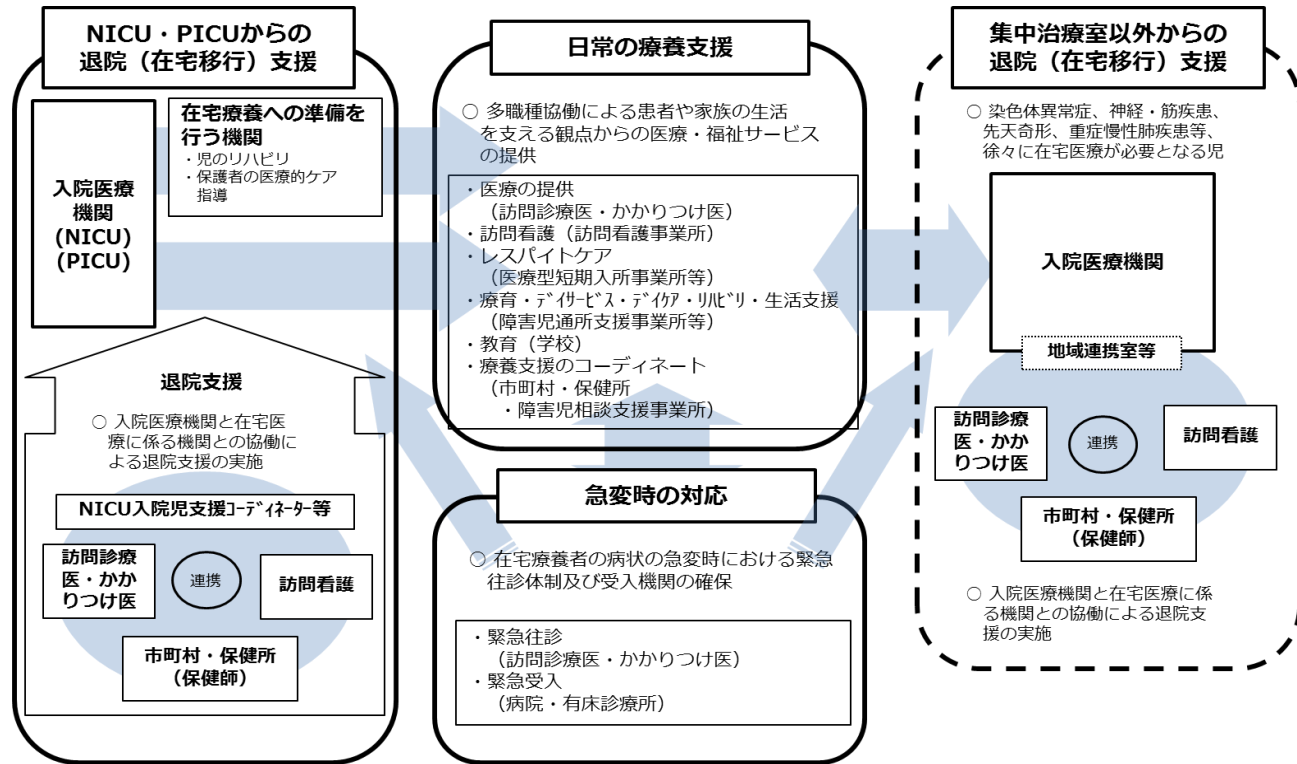 NICU・PICUからの
退院（在宅移行）支援
入院医療
機関
(NICU)
(PICU)
在宅療養への準備を
行う機関
・児のリハビリ
・保護者の医療的ケア
指導
退院支援
○ 入院医療機関と在宅医
療に係る機関との協働に
よる退院支援の実施
NICU入院児支援ｺｰﾃﾞｨﾈｰﾀｰ等
訪問診療
医・かか
りつけ医
連携
訪問看護
市町村・保健所
(保健師)
日常の療養支援
○ 多職種協働による患者や家族の生活
を支える観点からの医療・福祉サービス
の提供
・医療の提供
（訪問診療医・かかりつけ医）
・訪問看護（訪問看護事業所）
・レスパイトケア
（医療型短期入所事業所等）
・療育・ﾃﾞｲｻｰﾋﾞｽ・ﾃﾞｲｹｱ・ﾘﾊﾋﾞﾘ・生活支援
（障害児通所支援事業所等）
・教育（学校）
・療養支援のコーディネート
（市町村・保健所
・障害児相談支援事業所）
急変時の対応
○ 在宅療養者の病状の急変時における緊急
往診体制及び受入機関の確保
・緊急往診
（訪問診療医・かかりつけ医）
・緊急受入
（病院・有床診療所）
集中治療室以外からの
退院（在宅移行）支援
○ 染色体異常症、神経・筋疾患、
先天奇形、重症慢性肺疾患等、
徐々に在宅医療が必要となる児
入院医療機関
地域連携室等
訪問診療
医・かか
りつけ医
連携
訪問看護
市町村・保健所
(保健師)
○ 入院医療機関と在宅医療に係
る機関との協働による退院支
援の実施